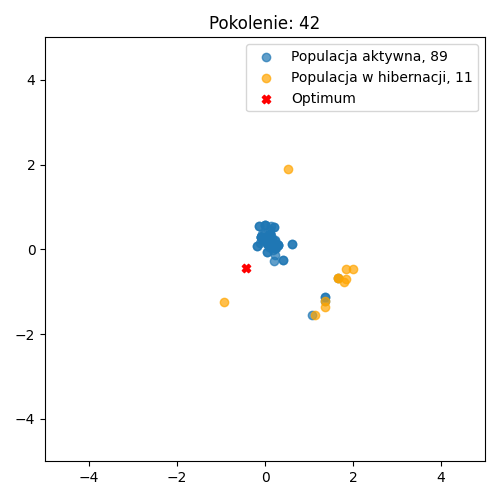 Pokolenie: 42
Populacja aktywna, 89
Populacja w hibernacji, 11
Optimum
4
2
0
−2
−4
−4
−2
0
2
4